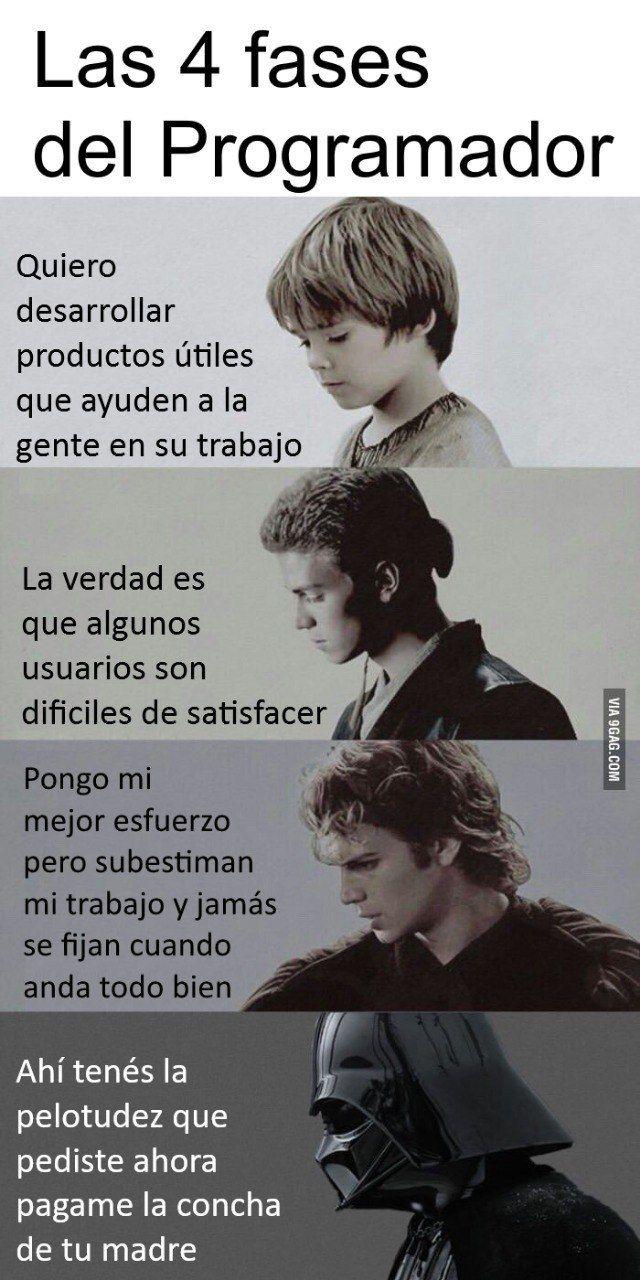 Las 4 fases
del Programador
Quiero
desarrollar
productos útiles
que ayuden a la
gente en su trabajo
La verdad es
que algunos
usuarios son
dificiles de satisfacer
VIA 9GAG.COM
Pongo mi
mejor esfuerzo
pero subestiman
mi trabajo y jamás
se fijan cuando
anda todo bien
Ahí tenés la
pelotudez que
pediste ahora
pagame la concha
de tu madre